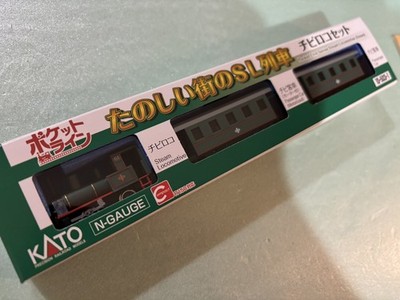 ポケット
ライン
たのしい街のSL列車
チビロコセット
チビロコ
Steam
Locomotive
KATO
N-GAUGE